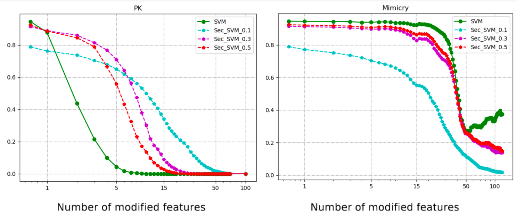 PK
SVM
Sec_SVM_0.1
Sec_SVM_0.3
Sec_SVM_0.5
0.8
0.6
0.4
0.2
0.0
1
5
15
50
100
Number of modified features
Mimicry
SVM
Sec_SVM_0.1
Sec_SVM_0.3
Sec_SVM_0.5
0.8
0.6
0.4
0.2
0.0
1
5
15
50
100
Number of modified features